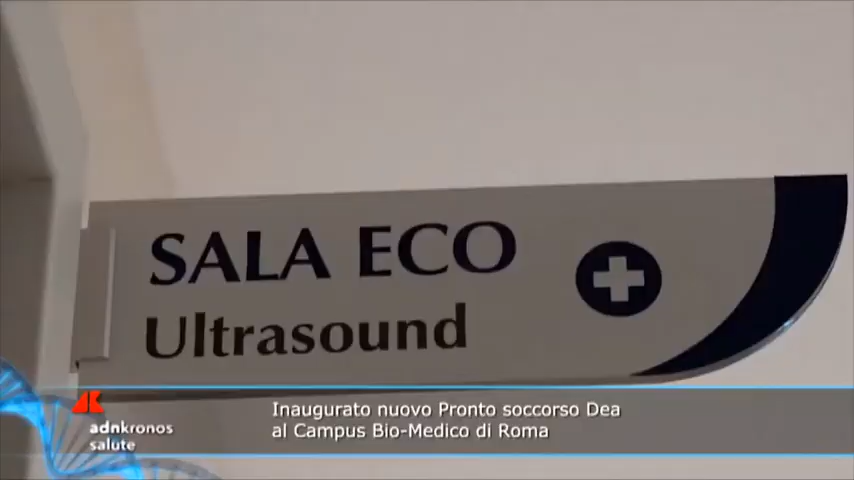 SALA ECO
Ultrasound
Inaugurato nuovo Pronto soccorso Dea
al Campus Bio-Medico di Roma
adnkronos
salute